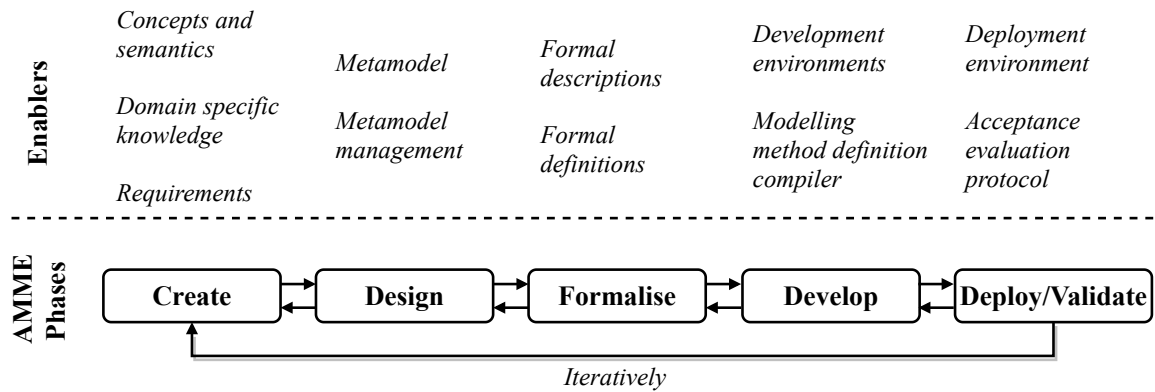 Enablers
Concepts and
semantics
Domain specific
knowledge
Requirements
Metamodel
Metamodel
management
Formal
descriptions
Formal
definitions
Development
environments
Modelling
method definition
compiler
Deployment
environment
Acceptance
evaluation
protocol
AMME
Phases
Create
Design
Formalise
Develop
Deploy/Validate
Iteratively